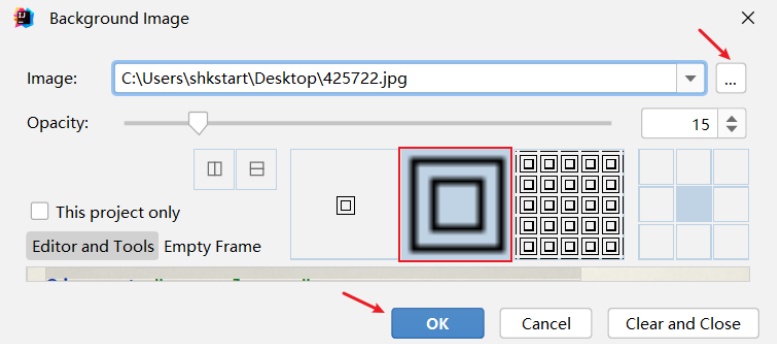 Background Image
Image: C:\Users\shkstart\Desktop\425722.jpg ...
Opacity: 15
This project only
Editor and Tools Empty Frame
OK Cancel Clear and Close